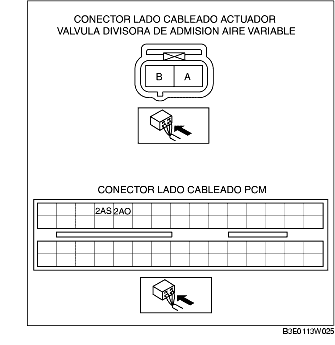 CONECTOR LADO CABLEADO ACTUADOR
VALVULA DIVISORA DE ADMISION AIRE VARIABLE
B A
CONECTOR LADO CABLEADO PCM
2AS 2AO
B3E0113W025